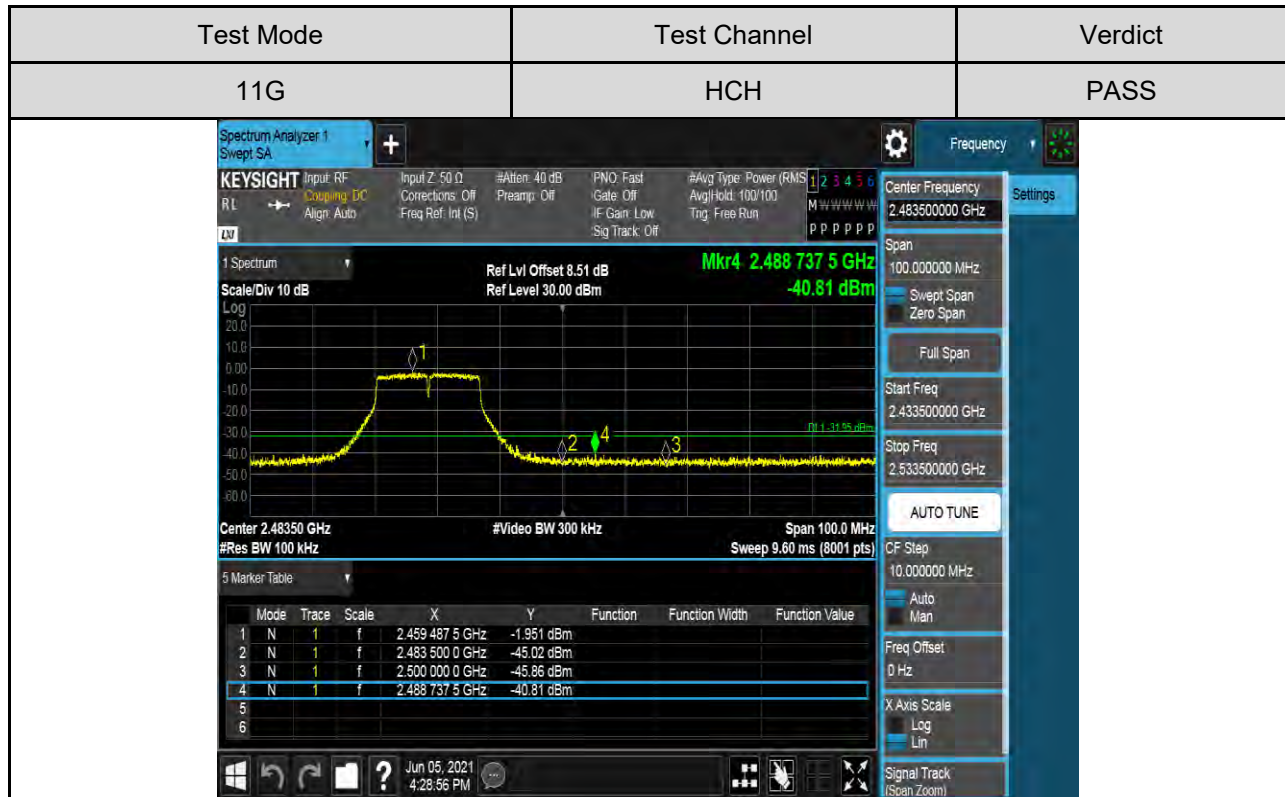 Test Mode Test Channel Verdict
11G HCH PASS
Spectrum Analyzer 1
Swept SA
+
Frequency
KEYSIGHT Input: RF Input Z: 50 Ω #Atten: 40 dB PNO: Fast #Avg Type: Power (RMS 1 2 3 4 5 6
RL Coupling: DC Corrections: Off Preamp: Off Gate: Off Avg|Hold: 100/100 M W W W W W
Align: Auto Freq Ref: Int (S) IF Gain: Low Trig: Free Run
LXI Sig Track: Off P P P P P P
1 Spectrum
Ref Lvl Offset 8.51 dB Mkr4 2.488 737 5 GHz
Scale/Div 10 dB Ref Level 30.00 dBm -40.81 dBm
Log
20.0
10.0
0.00
-10.0
-20.0
-30.0
-40.0
-50.0
-60.0
1
2
4
3
DL1 -31.95 dBm
Center 2.48350 GHz #Video BW 300 kHz Span 100.0 MHz
#Res BW 100 kHz Sweep 9.60 ms (8001 pts)
5 Marker Table
Mode Trace Scale X Y Function Function Width Function Value
1 N 1 f 2.459 487 5 GHz -1.951 dBm
2 N 1 f 2.483 500 0 GHz -45.02 dBm
3 N 1 f 2.500 000 0 GHz -45.86 dBm
4 N 1 f 2.488 737 5 GHz -40.81 dBm
5
6
?
Jun 05, 2021
4:28:56 PM
Center Frequency
2.483500000 GHz
Settings
Span
100.000000 MHz
Swept Span
Zero Span
Full Span
Start Freq
2.433500000 GHz
Stop Freq
2.533500000 GHz
AUTO TUNE
CF Step
10.000000 MHz
Auto
Man
Freq Offset
0 Hz
X Axis Scale
Log
Lin
Signal Track
(Span Zoom)